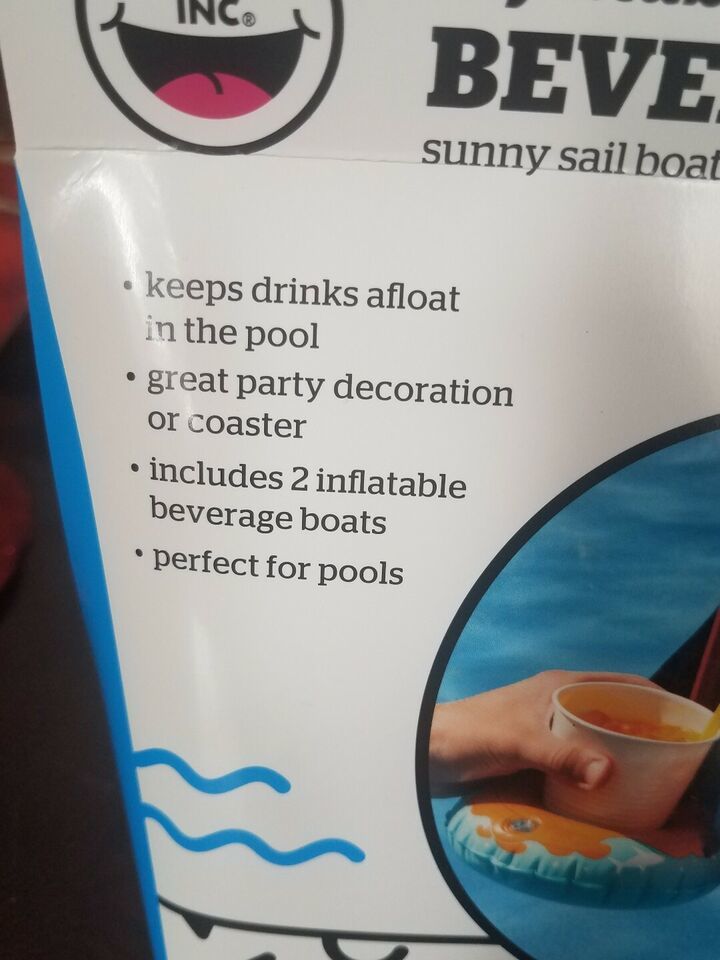 INC®
BEVE
sunny sail boat
• keeps drinks afloat
in the pool
• great party decoration
or coaster
• includes 2 inflatable
beverage boats
• perfect for pools